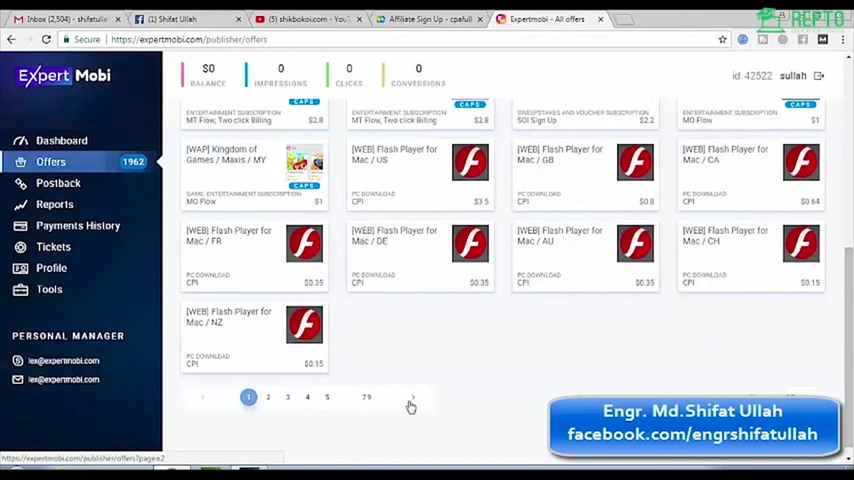 Inbox (2,504) - shifatulla
(1) Shifat Ullah
(5) shikbokoi.com - YouT
Affiliate Sign Up - cpafull
Expertmobi - All offers
REPTO
Secure
https://expertmobi.com/publisher/offers
Expert Mobi
$0
BALANCE
0
IMPRESSIONS
0
CLICKS
0
CONVERSIONS
id: 42522
sullah
Dashboard
Offers
1962
Postback
Reports
Payments History
Tickets
Profile
Tools
PERSONAL MANAGER
lex@expertmobi.com
lex@expertmobi.com
CAPS
ENTERTAINMENT SUBSCRIPTION
MT Flow, Two click Billing
$2.8
CAPS
ENTERTAINMENT SUBSCRIPTION
MT Flow, Two click Billing
$2.8
SWEEPSTAKES AND VOUCHER SUBSCRIPTION
SOI Sign Up
$2.2
CAPS
ENTERTAINMENT SUBSCRIPTION
MO Flow
$1
[WAP] Kingdom of
Games / Maxis / MY
CAPS
GAME, ENTERTAINMENT SUBSCRIPTION
MO Flow
$1
[WEB] Flash Player for
Mac / US
PC DOWNLOAD
CPI
$3.5
[WEB] Flash Player for
Mac / GB
PC DOWNLOAD
CPI
$0.8
[WEB] Flash Player for
Mac / CA
PC DOWNLOAD
CPI
$0.64
[WEB] Flash Player for
Mac / FR
PC DOWNLOAD
CPI
$0.35
[WEB] Flash Player for
Mac / DE
PC DOWNLOAD
CPI
$0.35
[WEB] Flash Player for
Mac / AU
PC DOWNLOAD
CPI
$0.35
[WEB] Flash Player for
Mac / CH
PC DOWNLOAD
CPI
$0.15
[WEB] Flash Player for
Mac / NZ
PC DOWNLOAD
CPI
$0.15
1 2 3 4 5 79
Engr. Md.Shifat Ullah
facebook.com/engrshifatullah
https://expertmobi.com/publisher/offers?page=2